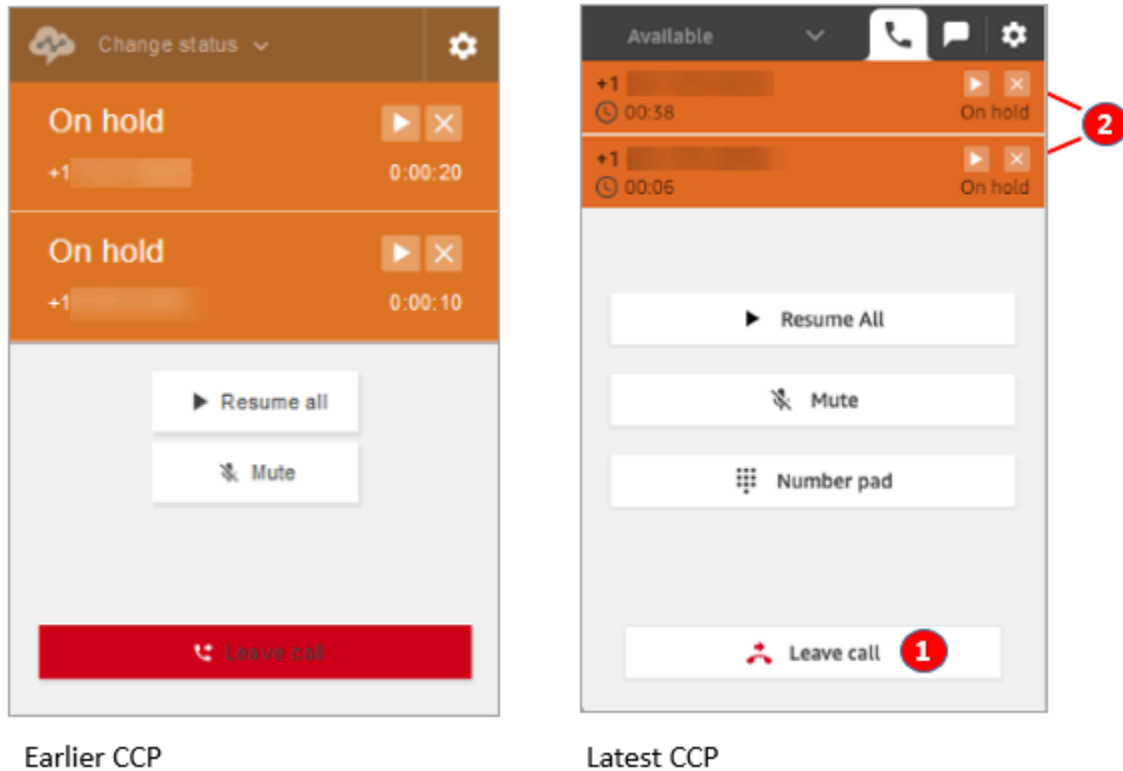 Change status
On hold
+1
0:00:20
On hold
+1
0:00:10
Resume all
Mute
Leave call
Earlier CCP
Available
+1
00:38
On hold
+1
00:06
On hold
2
Resume All
Mute
Number pad
Leave call
1
Latest CCP